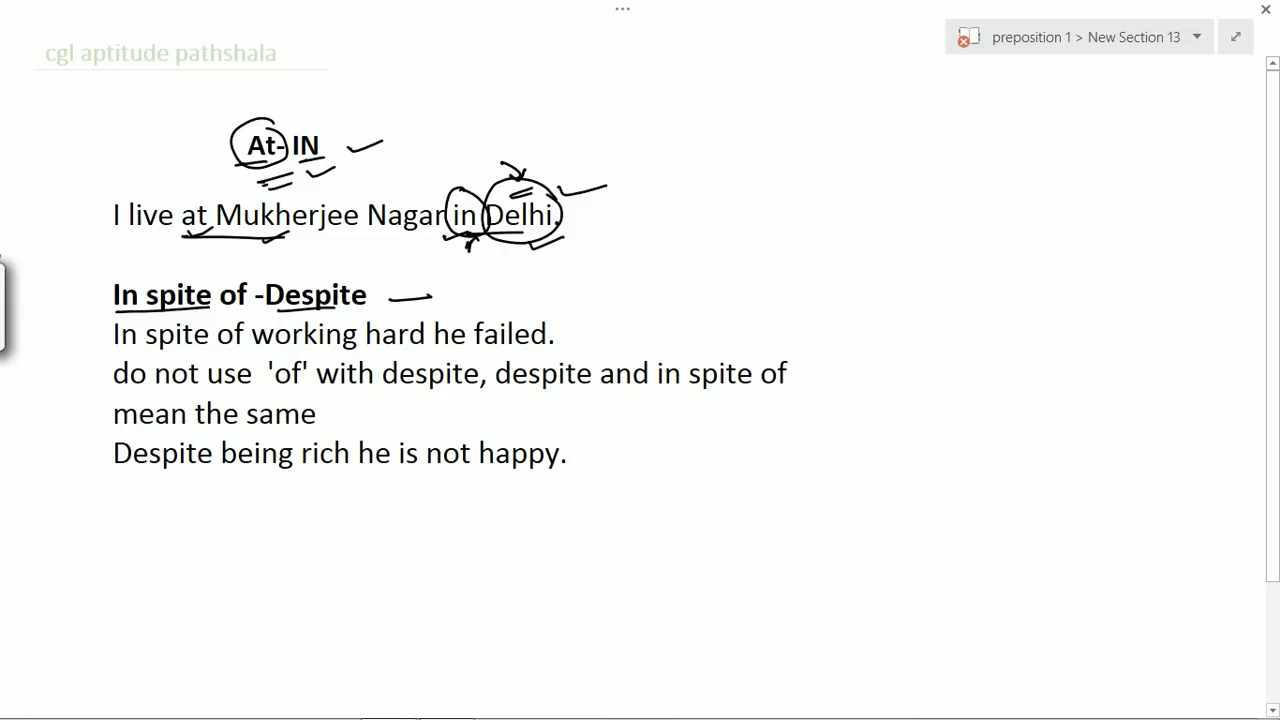 cgl aptitude pathshala
preposition 1 > New Section 13
At- IN
I live at Mukherjee Nagar in Delhi.
In spite of -Despite
In spite of working hard he failed.
do not use 'of' with despite, despite and in spite of
mean the same
Despite being rich he is not happy.